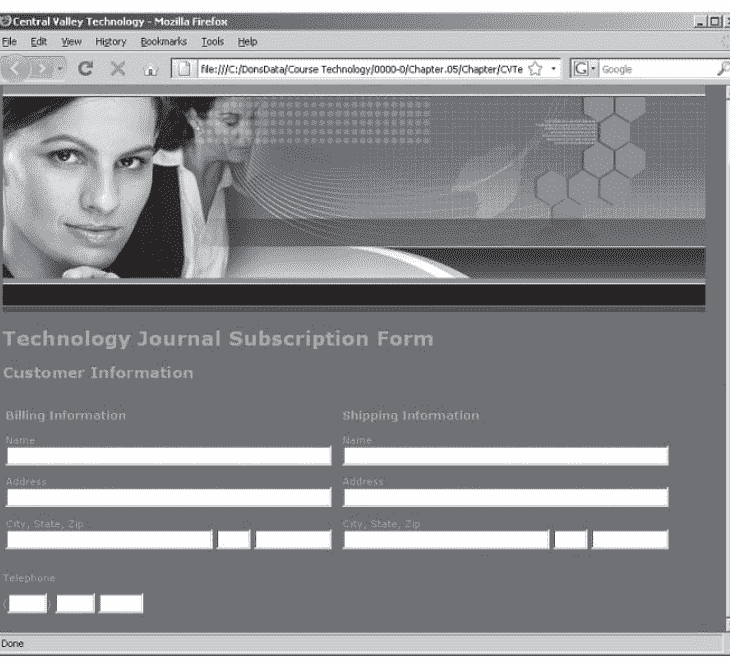 Central Valley Technology - Mozilla Firefox
File Edit View History Bookmarks Tools Help
file:///C:/DonsData/Course Technology/0000-0/Chapter.05/Chapter/CVTe
G Google
Technology Journal Subscription Form
Customer Information
Billing Information Shipping Information
Name Name
Address Address
City, State, Zip City, State, Zip
Telephone
( )
Done